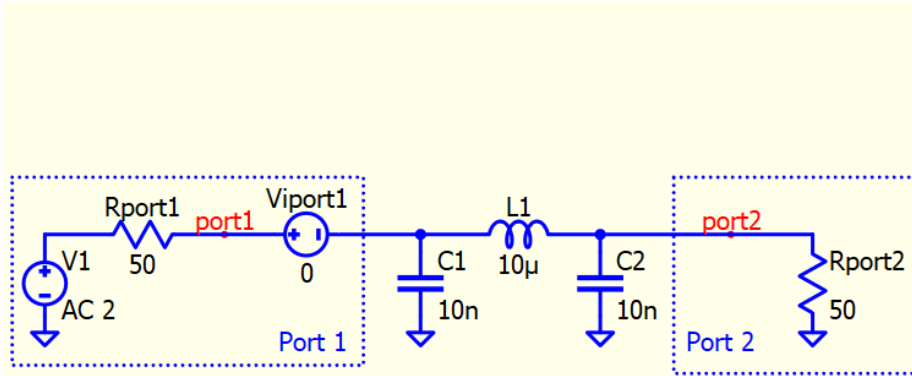 Rport1
port1
Viport1
L1
port2
V1
50
0
C1
10µ
C2
Rport2
AC 2
10n
10n
50
Port 1
Port 2